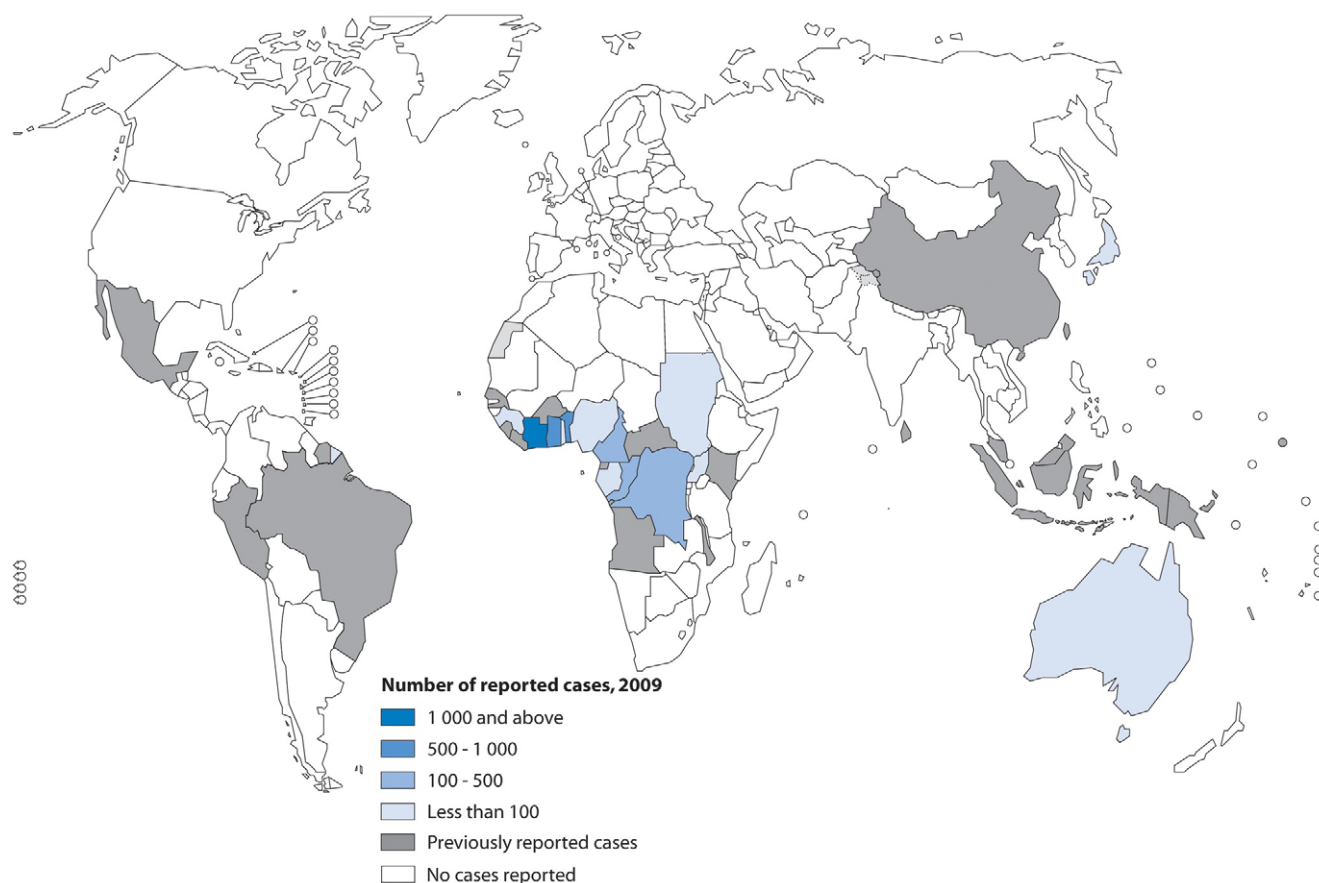 Number of reported cases, 2009
1 000 and above
500 - 1 000
100 - 500
Less than 100
Previously reported cases
No cases reported